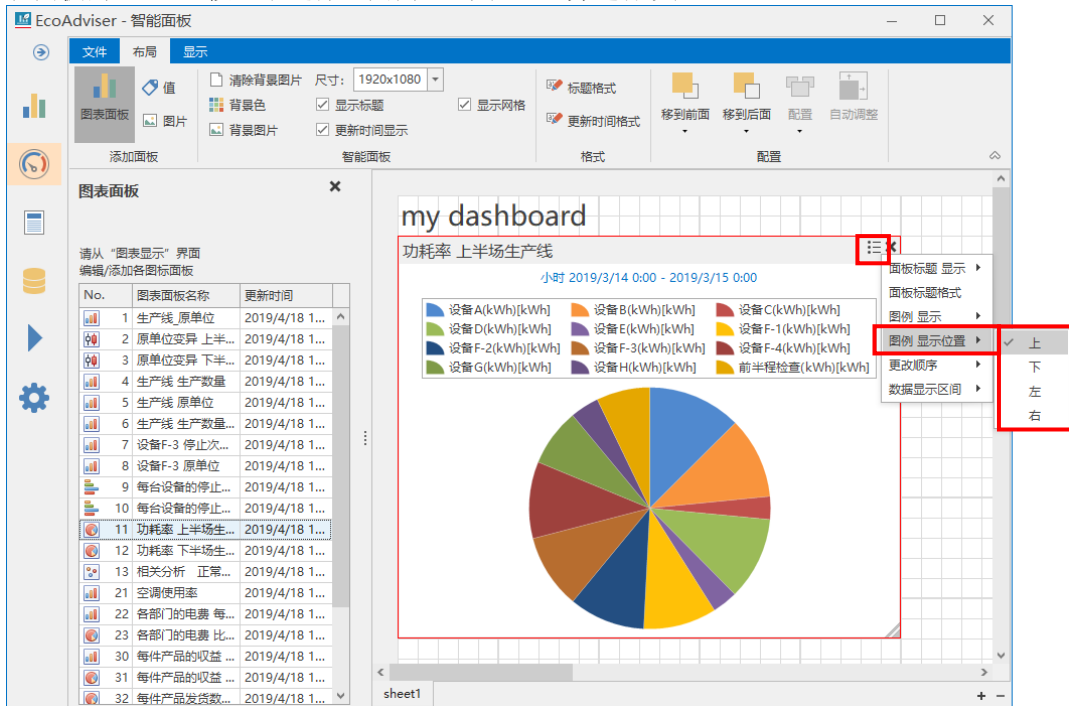 EcoAdviser - 智能面板
文件 布局 显示
图表面板
值
图片
添加面板
清除背景图片
背景色
背景图片
尺寸: 1920x1080
显示标题
更新时间显示
显示网格
智能面板
标题格式
更新时间格式
格式
移到前面 移到后面 配置 自动调整
配置
图表面板
请从“图表显示”界面
编辑/添加各图标面板
No. 图表面板名称 更新时间
1 生产线_原单位 2019/4/18 1...
2 原单位变异 上半... 2019/4/18 1...
3 原单位变异 下半... 2019/4/18 1...
4 生产线 生产数量 2019/4/18 1...
5 生产线 原单位 2019/4/18 1...
6 生产线 生产数量... 2019/4/18 1...
7 设备F-3 停止次... 2019/4/18 1...
8 设备F-3 原单位 2019/4/18 1...
9 每台设备的停止... 2019/4/18 1...
10 每台设备的停止... 2019/4/18 1...
11 功耗率 上半场生... 2019/4/18 1...
12 功耗率 下半场生... 2019/4/18 1...
13 相关分析 正常... 2019/4/18 1...
21 空调使用率 2019/4/18 1...
22 各部门的电费 每... 2019/4/18 1...
23 各部门的电费 比... 2019/4/18 1...
30 每件产品的收益 ... 2019/4/18 1...
31 每件产品的收益 ... 2019/4/18 1...
32 每件产品发货数... 2019/4/18 1...
my dashboard
功耗率 上半场生产线
小时 2019/3/14 0:00 - 2019/3/15 0:00
设备A(kWh)[kWh] 设备B(kWh)[kWh] 设备C(kWh)[kWh]
设备D(kWh)[kWh] 设备E(kWh)[kWh] 设备F-1(kWh)[kWh]
设备F-2(kWh)[kWh] 设备F-3(kWh)[kWh] 设备F-4(kWh)[kWh]
设备G(kWh)[kWh] 设备H(kWh)[kWh] 前半程检查(kWh)[kWh]
面板标题 显示
面板标题格式
图例 显示
图例 显示位置
更改顺序
数据显示区间
上
下
左
右
sheet1